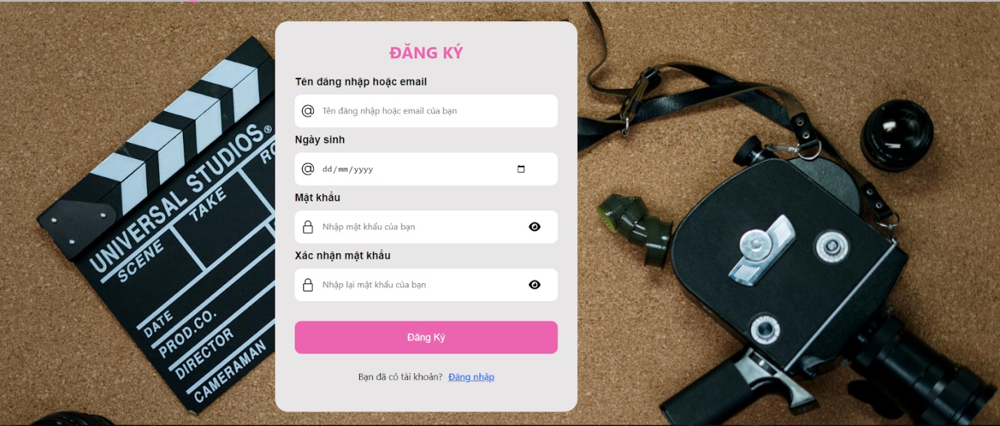 ĐĂNG KÝ
Tên đăng nhập hoặc email
@ Tên đăng nhập hoặc email của bạn
Ngày sinh
@ dd/mm/yyyy
Mật khẩu
Nhập mật khẩu của bạn
Xác nhận mật khẩu
Nhập lại mật khẩu của bạn
Đăng Ký
Bạn đã có tài khoản? Đăng nhập
UNIVERSAL STUDIOS®
SCENE
TAKE
RO
DATE
PROD.CO.
DIRECTOR
CAMERAMAN